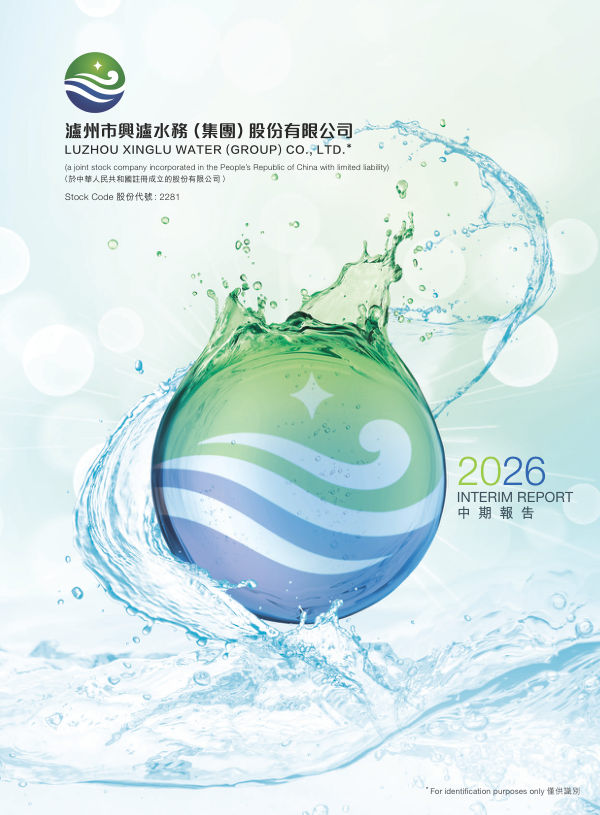 瀘州市興瀘水務(集團)股份有限公司
LUZHOU XINGLU WATER (GROUP) CO., LTD.*
(a joint stock company incorporated in the People's Republic of China with limited liability)
(於中華人民共和國註冊成立的股份有限公司)
Stock Code 股份代號 : 2281
2026
INTERIM REPORT
中期報告
* For identification purposes only 僅供識別